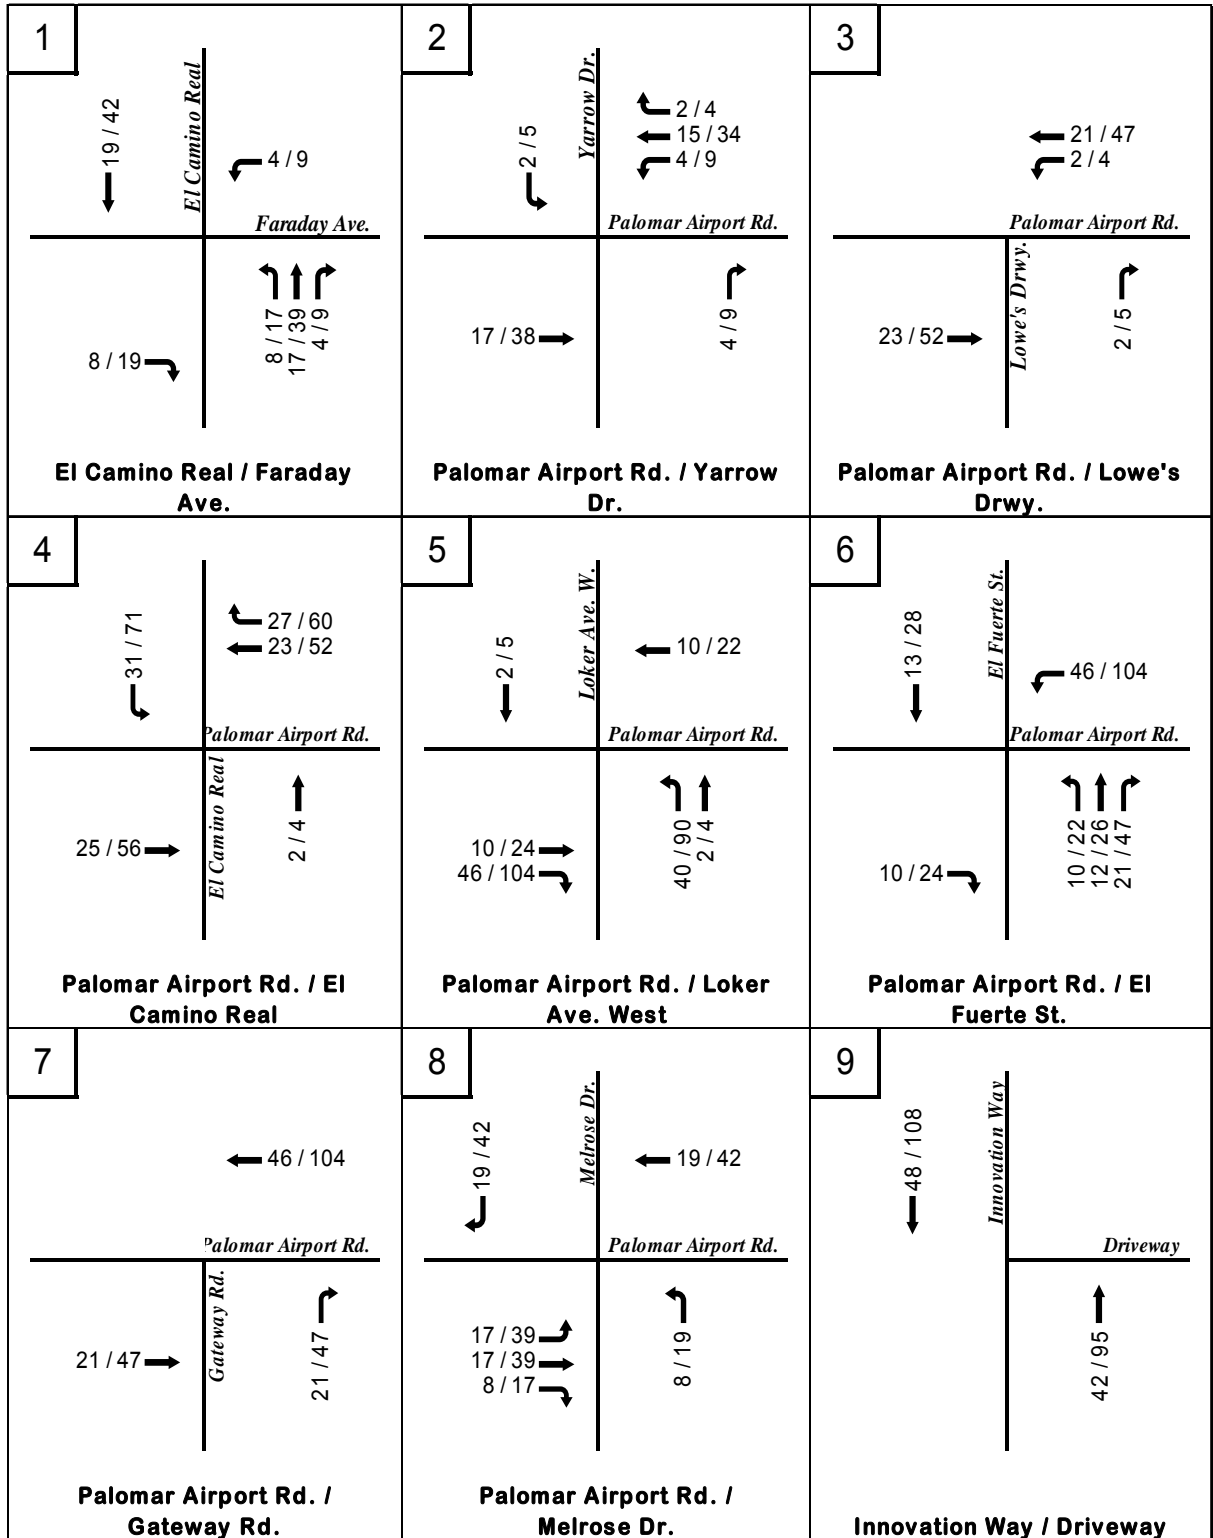 1
El Camino Real
19 / 42
4 / 9
Faraday Ave.
8 / 17
17 / 39
4 / 9
8 / 19
El Camino Real / Faraday
Ave.
2
Yarrow Dr.
2 / 5
2 / 4
15 / 34
4 / 9
Palomar Airport Rd.
17 / 38
4 / 9
Palomar Airport Rd. / Yarrow
Dr.
3
21 / 47
2 / 4
Palomar Airport Rd.
Lowe's Drwy.
23 / 52
2 / 5
Palomar Airport Rd. / Lowe's
Drwy.
4
31 / 71
27 / 60
23 / 52
Palomar Airport Rd.
El Camino Real
25 / 56
2 / 4
Palomar Airport Rd. / El
Camino Real
5
Loker Ave. W.
2 / 5
10 / 22
Palomar Airport Rd.
10 / 24
46 / 104
40 / 90
2 / 4
Palomar Airport Rd. / Loker
Ave. West
6
El Fuerte St.
13 / 28
46 / 104
Palomar Airport Rd.
10 / 24
10 / 22
12 / 26
21 / 47
Palomar Airport Rd. / El
Fuerte St.
7
46 / 104
Palomar Airport Rd.
Gateway Rd.
21 / 47
21 / 47
Palomar Airport Rd. /
Gateway Rd.
8
Melrose Dr.
19 / 42
19 / 42
Palomar Airport Rd.
17 / 39
17 / 39
8 / 17
8 / 19
Palomar Airport Rd. /
Melrose Dr.
9
Innovation Way
48 / 108
Driveway
42 / 95
Innovation Way / Driveway